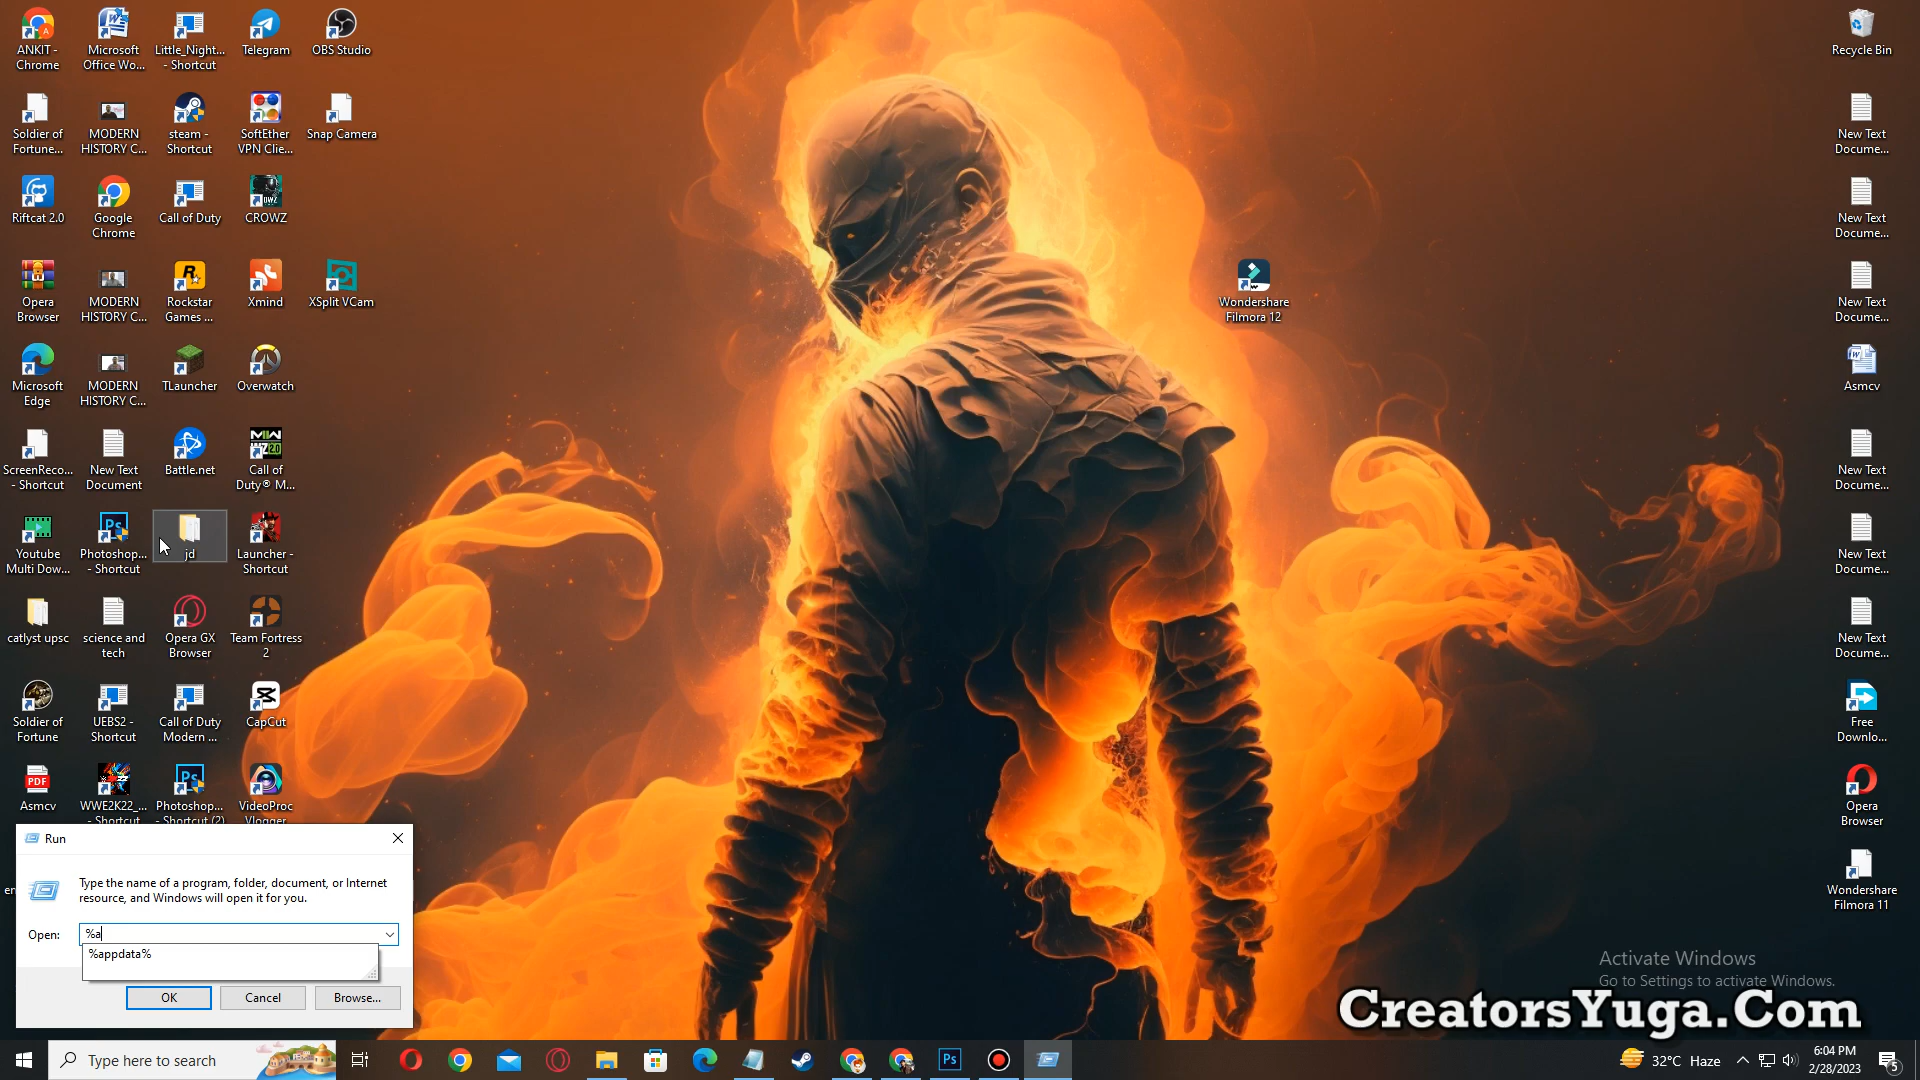 ANKIT -
Chrome
Microsoft
Office Wo...
Little_Night...
- Shortcut
Telegram
OBS Studio
Recycle Bin
Soldier of
Fortune...
MODERN
HISTORY C...
steam -
Shortcut
SoftEther
VPN Clie...
Snap Camera
New Text
Docume...
Riftcat 2.0
Google
Chrome
Call of Duty
CROWZ
New Text
Docume...
Opera
Browser
MODERN
HISTORY C...
Rockstar
Games ...
Xmind
XSplit VCam
Wondershare
Filmora 12
New Text
Docume...
Microsoft
Edge
MODERN
HISTORY C...
TLauncher
Overwatch
Asmcv
ScreenReco...
- Shortcut
New Text
Document
Battle.net
Call of
Duty® M...
New Text
Docume...
Youtube
Multi Dow...
Photoshop...
- Shortcut
jd
Launcher -
Shortcut
New Text
Docume...
catlyst upsc
science and
tech
Opera GX
Browser
Team Fortress
2
New Text
Docume...
Soldier of
Fortune
UEBS2 -
Shortcut
Call of Duty
Modern ...
CapCut
Free
Downlo...
Asmcv
WWE2K22_...
- Shortcut
Photoshop...
- Shortcut (2)
VideoProc
Vlogger
Opera
Browser
Wondershare
Filmora 11
en
Run
Type the name of a program, folder, document, or Internet
resource, and Windows will open it for you.
Open:
%a
%appdata%
OK
Cancel
Browse...
Activate Windows
Go to Settings to activate Windows.
CreatorsYuga.Com
Type here to search
32°C Haze
6:04 PM
2/28/2023
5